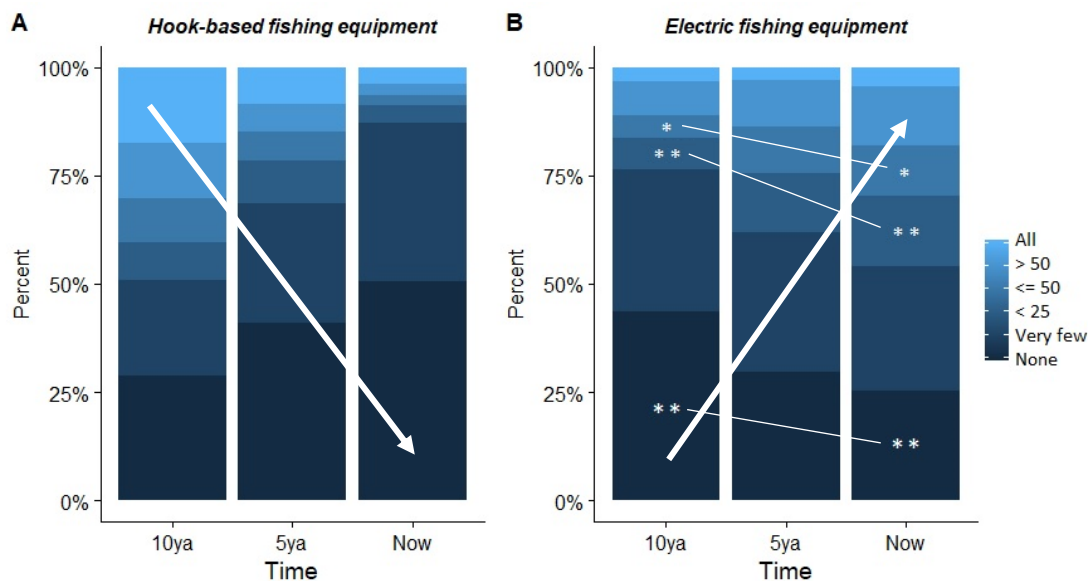 A
Hook-based fishing equipment
Percent
100%
75%
50%
25%
0%
10ya
5ya
Now
Time
B
Electric fishing equipment
Percent
100%
75%
50%
25%
0%
*
**
**
*
**
**
10ya
5ya
Now
Time
All
> 50
<= 50
< 25
Very few
None